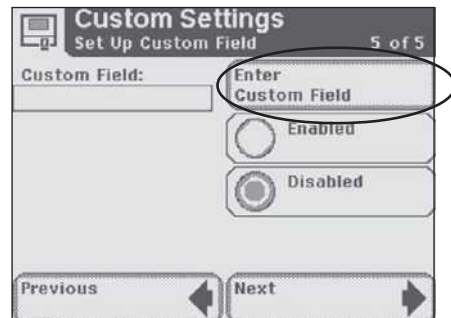 Custom Settings
Set Up Custom Field 5 of 5
Custom Field:
Enter
Custom Field
Enabled
Disabled
Previous
Next